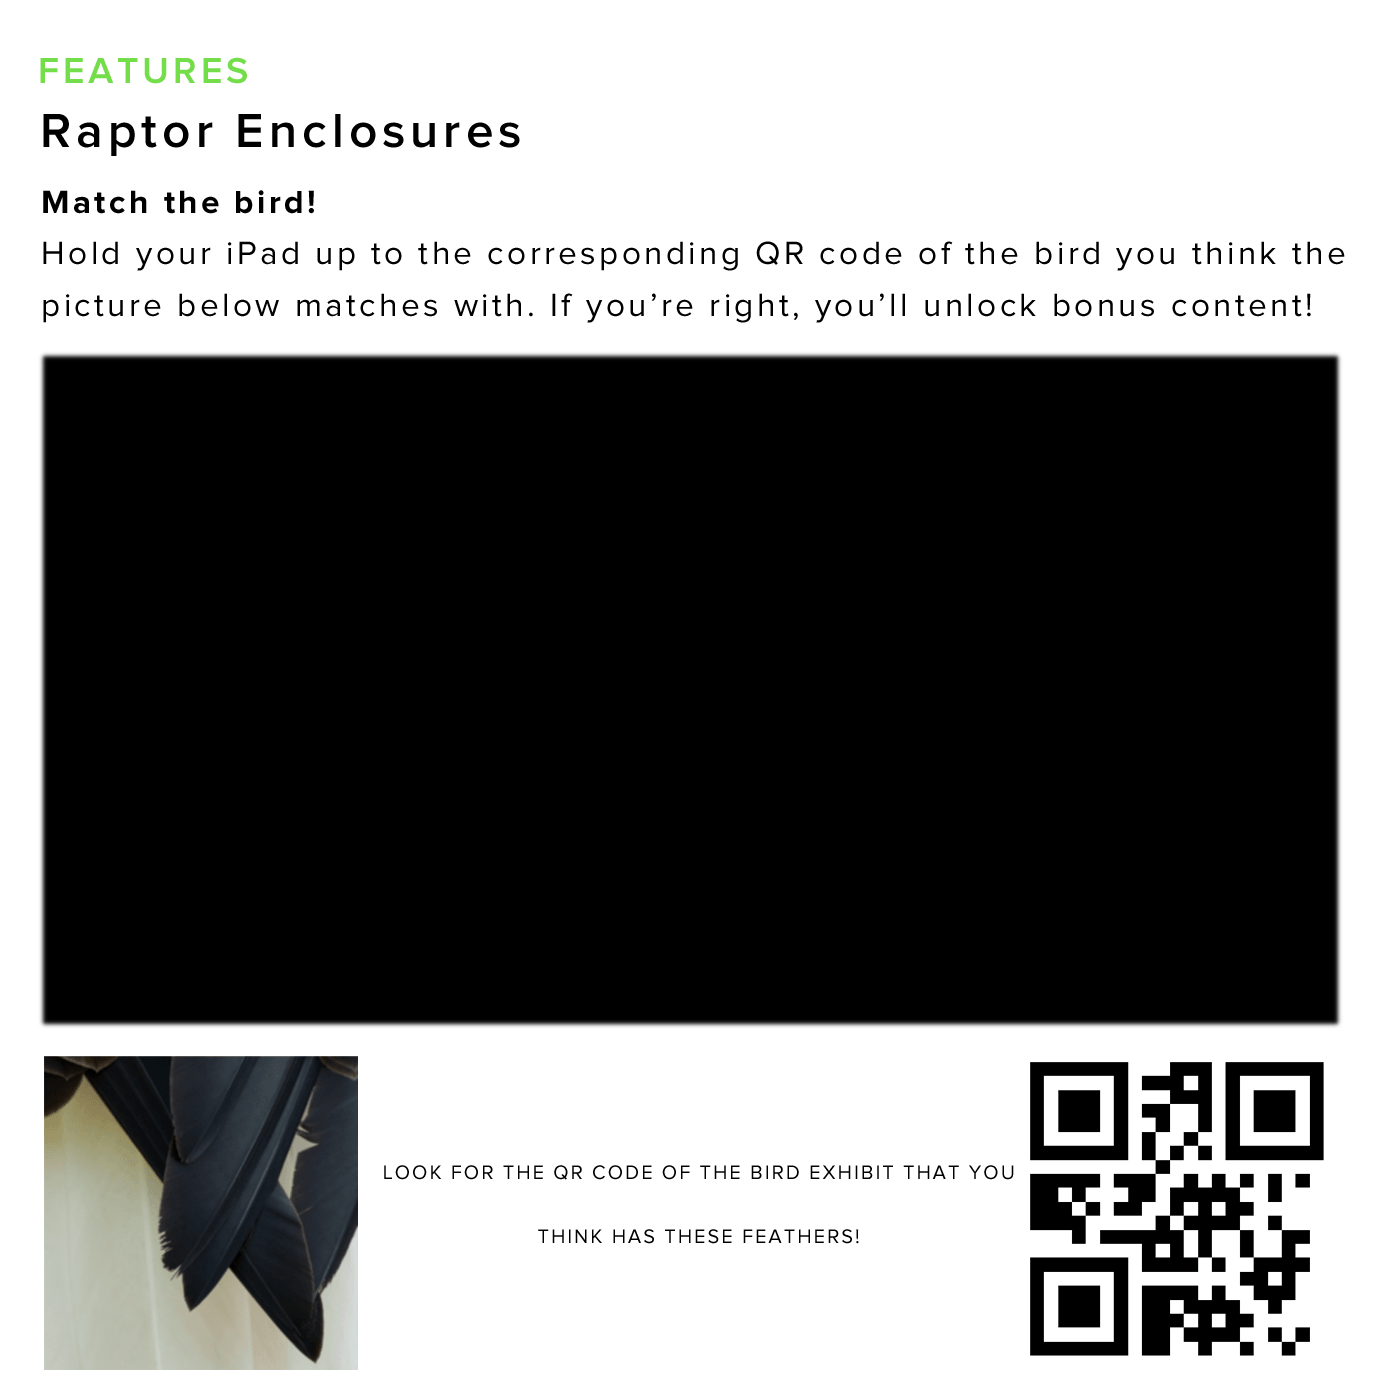 FEATURES
Raptor Enclosures
Match the bird!
Hold your iPad up to the corresponding QR code of the bird you think the
picture below matches with. If you’re right, you’ll unlock bonus content!
LOOK FOR THE QR CODE OF THE BIRD EXHIBIT THAT YOU
THINK HAS THESE FEATHERS!